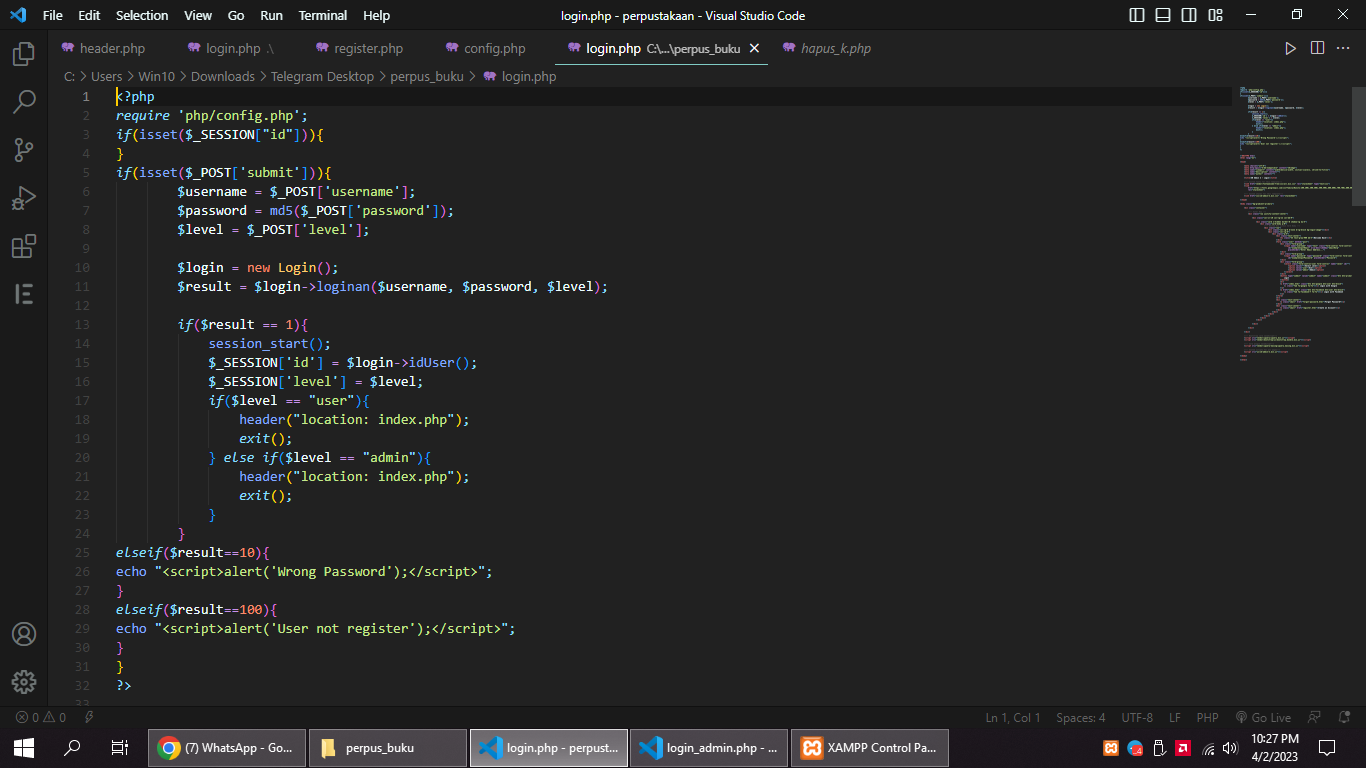 File Edit Selection View Go Run Terminal Help login.php - perpustakaan - Visual Studio Code
header.php login.php .\ register.php config.php login.php C:\...\perpus_buku hapus_k.php
C: > Users > Win10 > Downloads > Telegram Desktop > perpus_buku > login.php
1 <?php
2 require 'php/config.php';
3 if(isset($_SESSION["id"])){
4 }
5 if(isset($_POST['submit'])){
6 $username = $_POST['username'];
7 $password = md5($_POST['password']);
8 $level = $_POST['level'];
9
10 $login = new Login();
11 $result = $login->loginan($username, $password, $level);
12
13 if($result == 1){
14 session_start();
15 $_SESSION['id'] = $login->idUser();
16 $_SESSION['level'] = $level;
17 if($level == "user"){
18 header("location: index.php");
19 exit();
20 } else if($level == "admin"){
21 header("location: index.php");
22 exit();
23 }
24 }
25 elseif($result==10){
26 echo "<script>alert('Wrong Password');</script>";
27 }
28 elseif($result==100){
29 echo "<script>alert('User not register');</script>";
30 }
31 }
32 ?>
33
0 0 Ln 1, Col 1 Spaces: 4 UTF-8 LF PHP Go Live
(7) WhatsApp - Go... perpus_buku login.php - perpust... login_admin.php - ... XAMPP Control Pa... 10:27 PM
4/2/2023